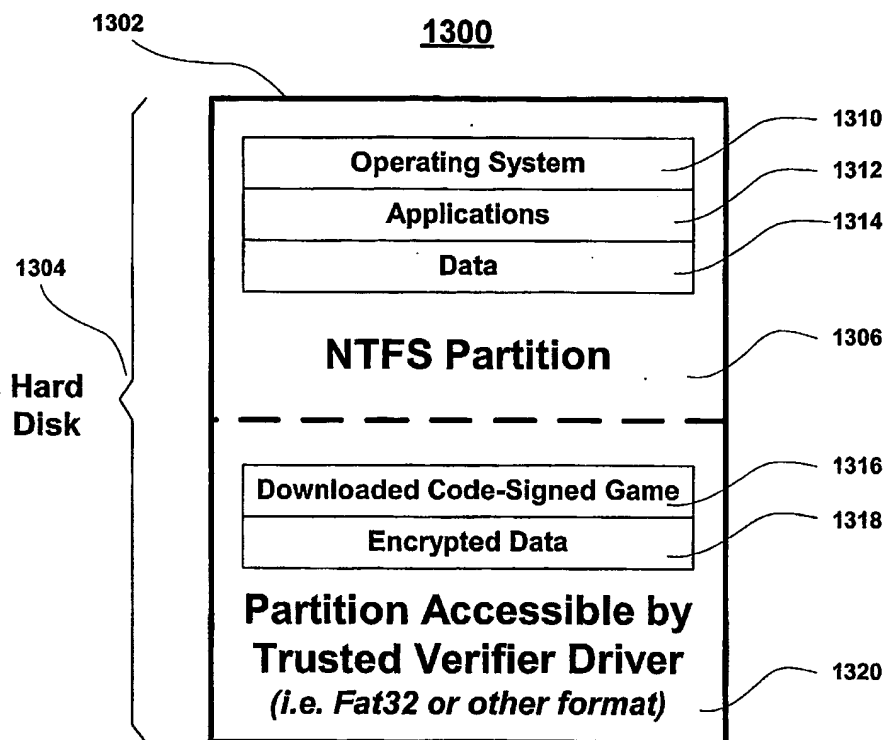 1302
1300
1310
Operating System
1312
Applications
1314
Data
1304
1306
NTFS Partition
Hard
Disk
1316
Downloaded Code-Signed Game
1318
Encrypted Data
Partition Accessible by
Trusted Verifier Driver
1320
(i.e. Fat32 or other format)